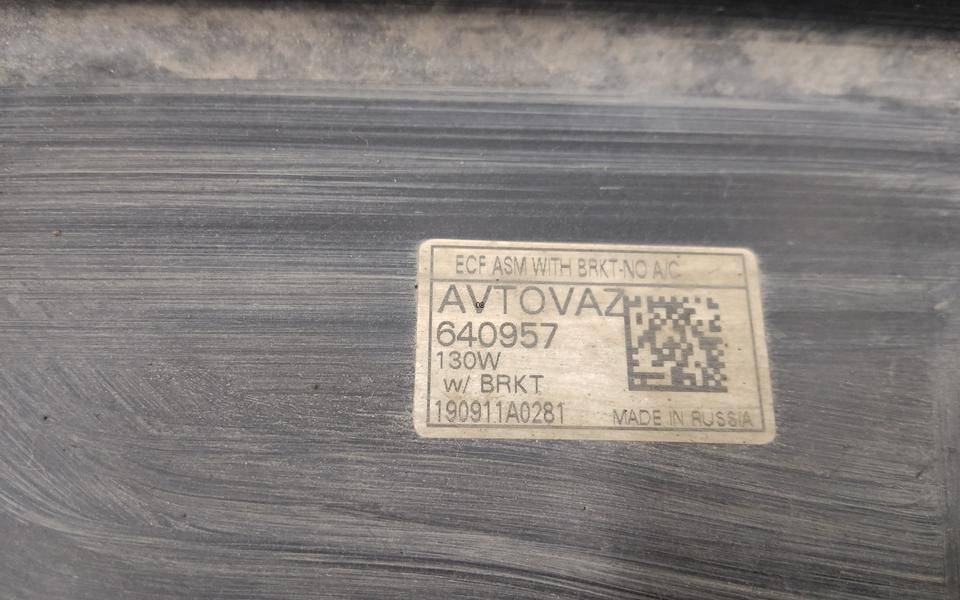 ECF ASM WITH BRKT-NO A/C
AVTOVAZ
640957
130W
w/ BRKT
190911A0281
MADE IN RUSSIA